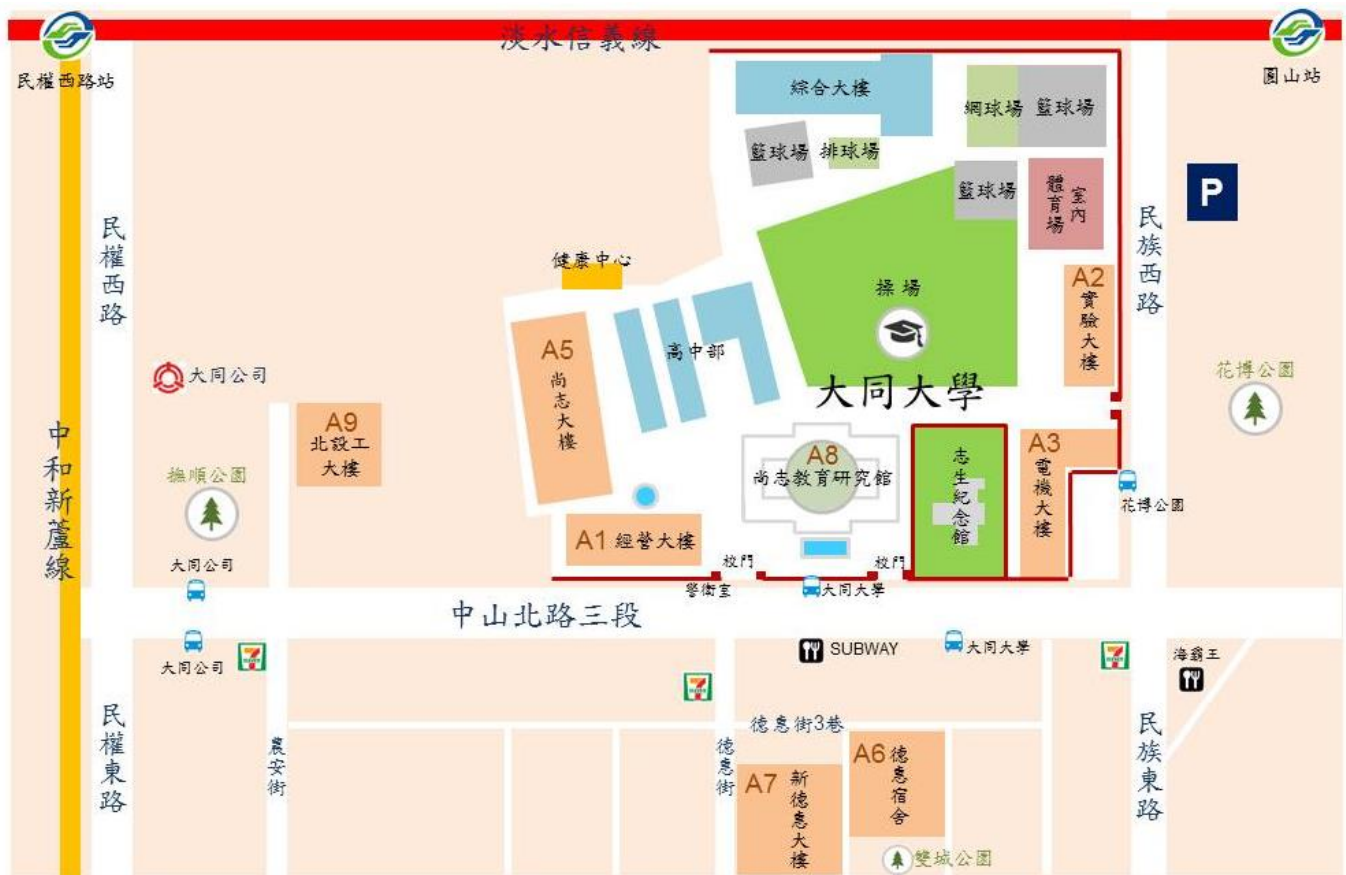 淡水信義線
民權西路站
圓山站
綜合大樓
網球場
籃球場
籃球場
排球場
籃球場
室內
體育場
P
民權西路
民族西路
健康中心
A2
實驗大樓
操場
A5
尚志大樓
高中部
大同公司
大同大學
花博公園
A9
北設工
大樓
中和新蘆線
撫順公園
A8
尚志教育研究館
志生紀念館
A3
電機大樓
花博公園
A1 經營大樓
大同公司
校門
校門
警衛室
大同大學
中山北路三段
大同公司
7
ELEVEN
SUBWAY
大同大學
7
ELEVEN
海霸王
7
ELEVEN
民權東路
農安街
德惠街
德惠街3巷
民族東路
A6
德惠宿舍
A7
新德惠大樓
雙城公園